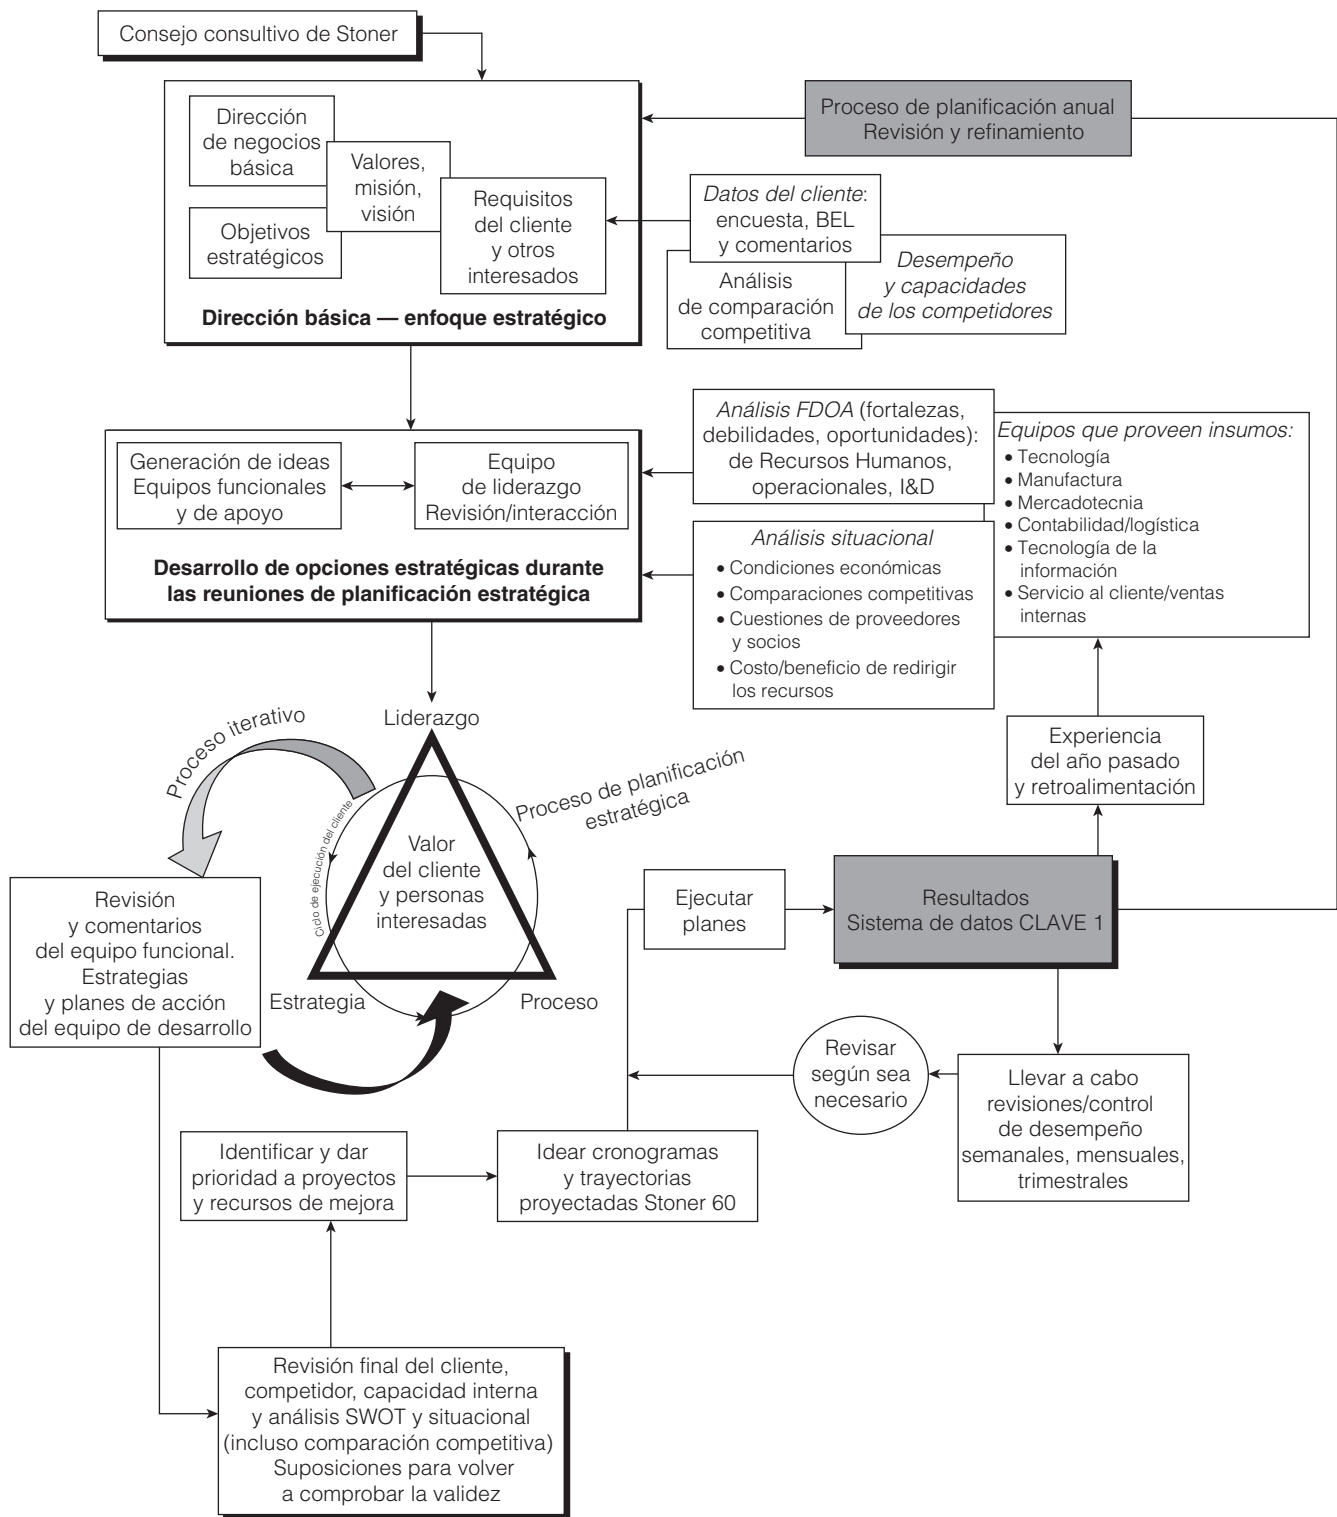 Consejo consultivo de Stoner
Dirección
de negocios
básica
Valores,
misión,
visión
Objetivos
estratégicos
Requisitos
del cliente
y otros
interesados
Dirección básica — enfoque estratégico
Proceso de planificación anual
Revisión y refinamiento
Datos del cliente:
encuesta, BEL
y comentarios
Análisis
de comparación
competitiva
Desempeño
y capacidades
de los competidores
Generación de ideas
Equipos funcionales
y de apoyo
Equipo
de liderazgo
Revisión/interacción
Desarrollo de opciones estratégicas durante
las reuniones de planificación estratégica
Análisis FDOA (fortalezas,
debilidades, oportunidades):
de Recursos Humanos,
operacionales, I&D
Equipos que proveen insumos:
• Tecnología
• Manufactura
• Mercadotecnia
• Contabilidad/logística
• Tecnología de la
información
• Servicio al cliente/ventas
internas
Análisis situacional
• Condiciones económicas
• Comparaciones competitivas
• Cuestiones de proveedores
y socios
• Costo/beneficio de redirigir
los recursos
Experiencia
del año pasado
y retroalimentación
Liderazgo
Proceso iterativo
Proceso de planificación
estratégica
Ciclo de ejecución del cliente
Valor
del cliente
y personas
interesadas
Estrategia
Proceso
Revisión
y comentarios
del equipo funcional.
Estrategias
y planes de acción
del equipo de desarrollo
Ejecutar
planes
Resultados
Sistema de datos CLAVE 1
Revisar
según sea
necesario
Llevar a cabo
revisiones/control
de desempeño
semanales, mensuales,
trimestrales
Identificar y dar
prioridad a proyectos
y recursos de mejora
Idear cronogramas
y trayectorias
proyectadas Stoner 60
Revisión final del cliente,
competidor, capacidad interna
y análisis SWOT y situacional
(incluso comparación competitiva)
Suposiciones para volver
a comprobar la validez